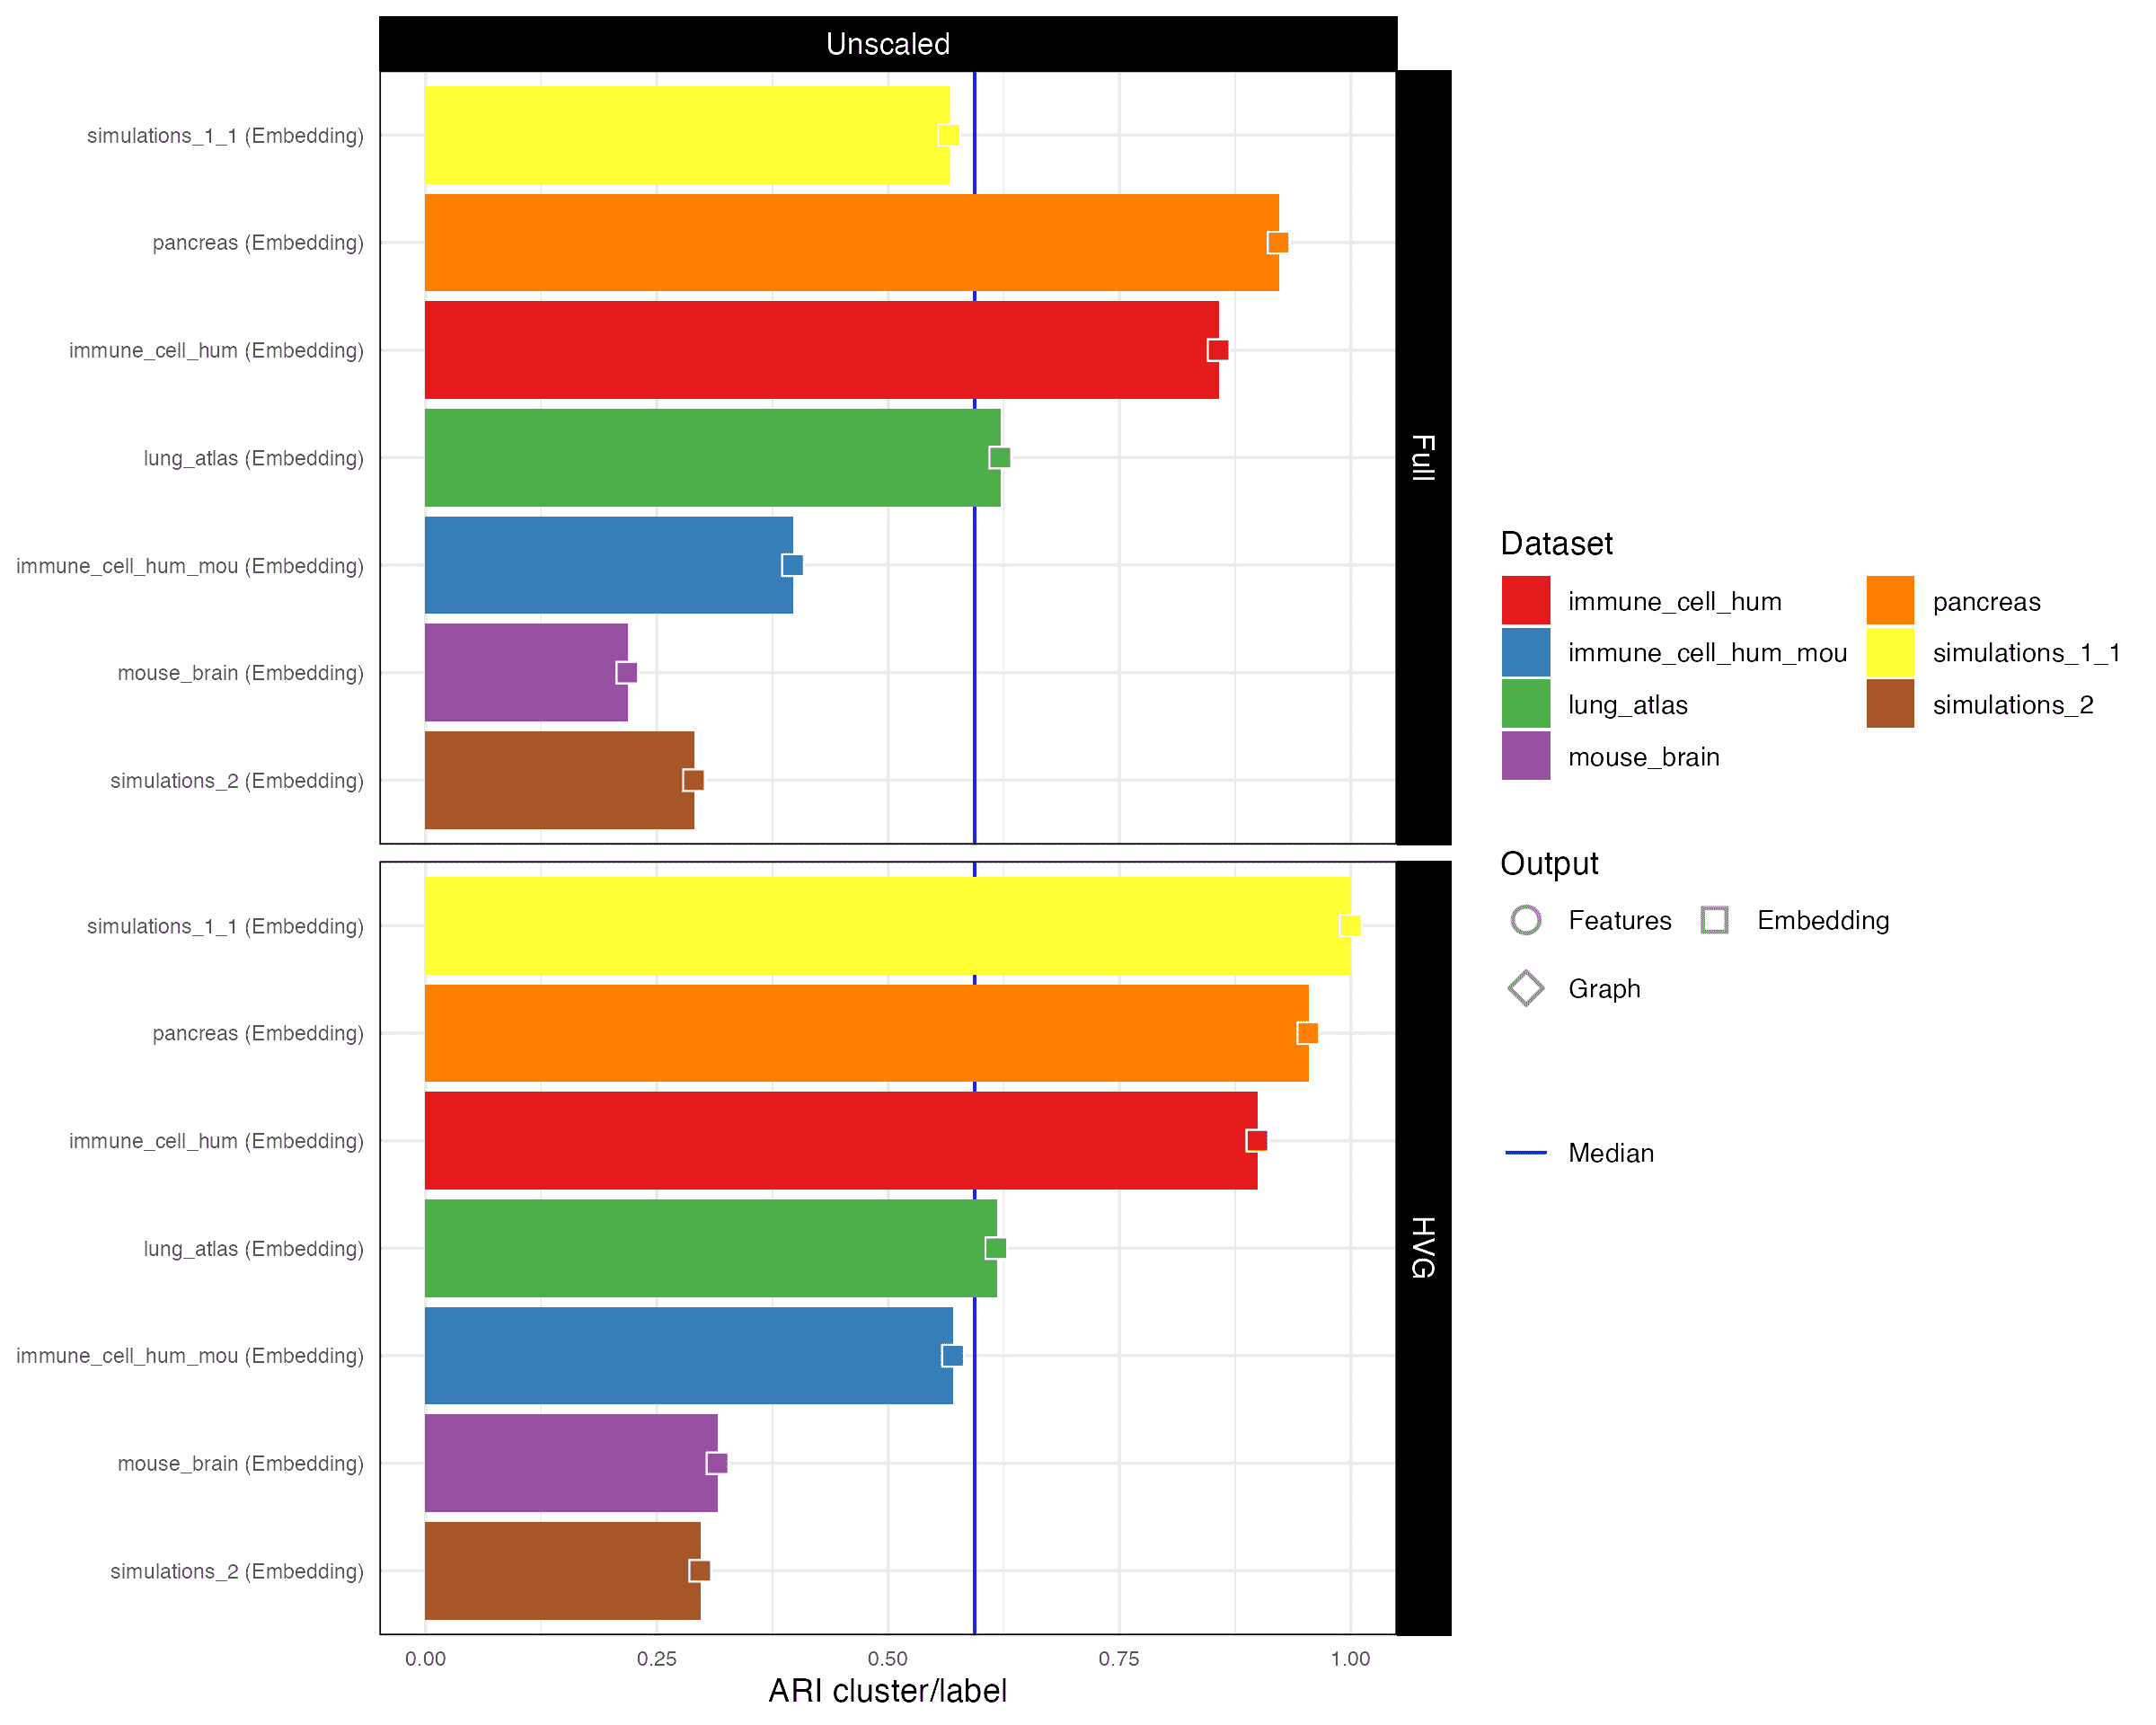 Unscaled
simulations_1_1 (Embedding)
pancreas (Embedding)
immune_cell_hum (Embedding)
lung_atlas (Embedding)
immune_cell_hum_mou (Embedding)
mouse_brain (Embedding)
simulations_2 (Embedding)
Full
simulations_1_1 (Embedding)
pancreas (Embedding)
immune_cell_hum (Embedding)
lung_atlas (Embedding)
immune_cell_hum_mou (Embedding)
mouse_brain (Embedding)
simulations_2 (Embedding)
HVG
0.00 0.25 0.50 0.75 1.00
ARI cluster/label
Dataset
immune_cell_hum pancreas
immune_cell_hum_mou simulations_1_1
lung_atlas simulations_2
mouse_brain
Output
Features Embedding
Graph
Median